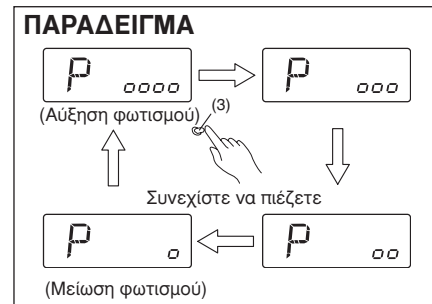 ΠΑΡΑΔΕΙΓΜΑ
P oooo
P ooo
(Αύξηση φωτισμού)
(3)
Συνεχίστε να πιέζετε
P o
P oo
(Μείωση φωτισμού)